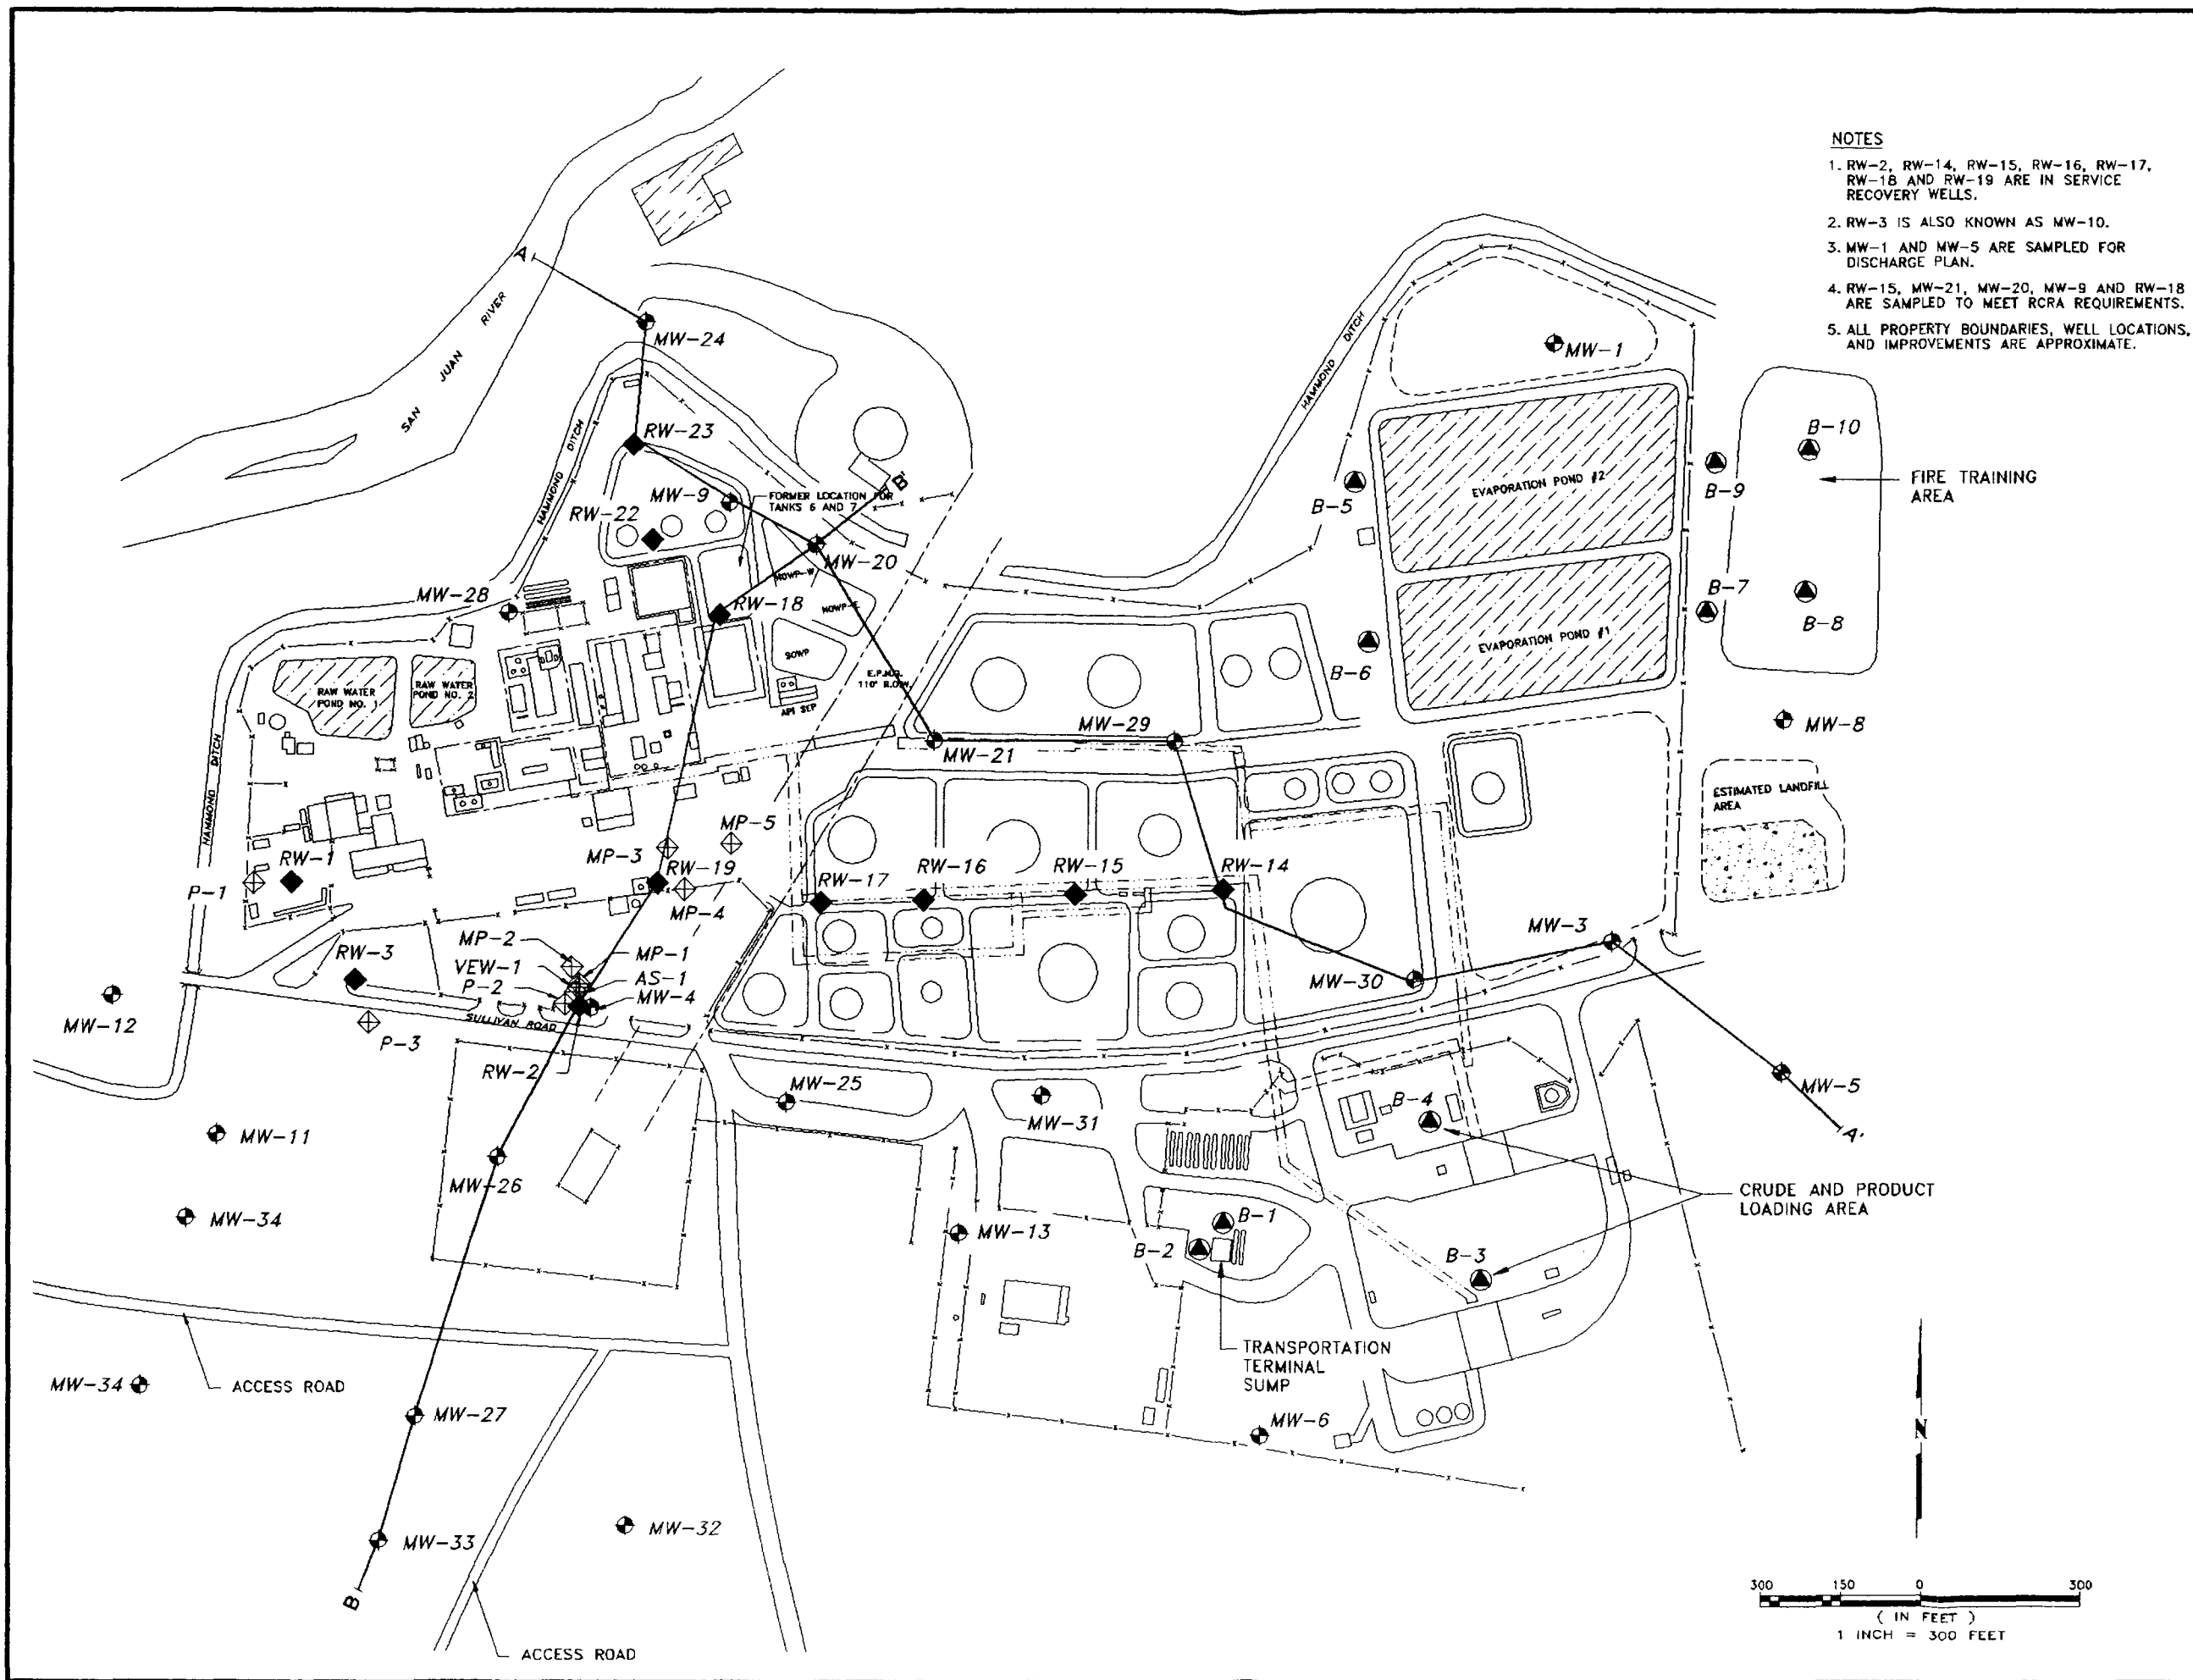 NOTES
1. RW-2, RW-14, RW-15, RW-16, RW-17,
RW-18 AND RW-19 ARE IN SERVICE
RECOVERY WELLS.
2. RW-3 IS ALSO KNOWN AS MW-10.
3. MW-1 AND MW-5 ARE SAMPLED FOR
DISCHARGE PLAN.
4. RW-15, MW-21, MW-20, MW-9 AND RW-18
ARE SAMPLED TO MEET RCRA REQUIREMENTS.
5. ALL PROPERTY BOUNDARIES, WELL LOCATIONS,
AND IMPROVEMENTS ARE APPROXIMATE.
A
SAN JUAN RIVER
MW-24
HAMMOND DITCH
MW-1
RW-23
HAMMOND DITCH
B-10
FIRE TRAINING
AREA
B-9
B-5
EVAPORATION POND #2
MW-9
FORMER LOCATION FOR
TANKS 6 AND 7
B'
RW-22
MW-20
NOWP-W
NOWP-E
MW-28
RW-18
B-7
B-8
EVAPORATION POND #1
B-6
SOWP
E.P.N.G.
110' R.O.W.
API SEP
RAW WATER
POND NO. 1
RAW WATER
POND NO. 2
HAMMOND DITCH
MW-29
MW-21
MW-8
ESTIMATED LANDFILL
AREA
MP-5
MP-3
RW-1
P-1
RW-19
MP-4
RW-17
RW-16
RW-15
RW-14
MW-3
MP-2
MP-1
VEW-1
AS-1
P-2
MW-4
RW-3
MW-30
MW-12
SULLIVAN ROAD
P-3
RW-2
MW-25
MW-31
MW-5
A'
B-4
MW-11
MW-26
MW-34
CRUDE AND PRODUCT
LOADING AREA
B-1
B-2
MW-13
B-3
TRANSPORTATION
TERMINAL
SUMP
MW-34
ACCESS ROAD
MW-27
MW-6
N
MW-33
MW-32
B
ACCESS ROAD
300 150 0 300
( IN FEET )
1 INCH = 300 FEET